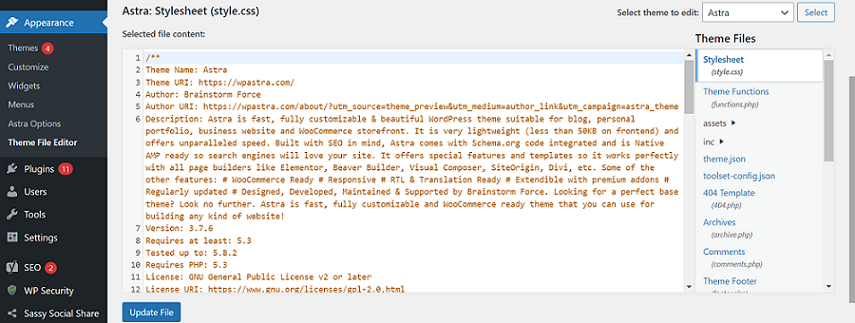 Appearance
Themes 4
Customize
Widgets
Menus
Astra Options
Theme File Editor
Plugins 11
Users
Tools
Settings
SEO 2
WP Security
Sassy Social Share
Astra: Stylesheet (style.css)
Select theme to edit: Astra Select
Selected file content:
1 /**
2 Theme Name: Astra
3 Theme URI: https://wpastra.com/
4 Author: Brainstorm Force
5 Author URI: https://wpastra.com/about/?utm_source=theme_preview&utm_medium=author_link&utm_campaign=astra_theme
6 Description: Astra is fast, fully customizable & beautiful WordPress theme suitable for blog, personal
portfolio, business website and WooCommerce storefront. It is very lightweight (less than 50KB on frontend) and
offers unparalleled speed. Built with SEO in mind, Astra comes with Schema.org code integrated and is Native
AMP ready so search engines will love your site. It offers special features and templates so it works perfectly
with all page builders like Elementor, Beaver Builder, Visual Composer, SiteOrigin, Divi, etc. Some of the
other features: # WooCommerce Ready # Responsive # RTL & Translation Ready # Extendible with premium addons #
Regularly updated # Designed, Developed, Maintained & Supported by Brainstorm Force. Looking for a perfect base
theme? Look no further. Astra is fast, fully customizable and WooCommerce ready theme that you can use for
building any kind of website!
7 Version: 3.7.6
8 Requires at least: 5.3
9 Tested up to: 5.8.2
10 Requires PHP: 5.3
11 License: GNU General Public License v2 or later
12 License URI: https://www.gnu.org/licenses/gpl-2.0.html
Update File
Theme Files
Stylesheet
(style.css)
Theme Functions
(functions.php)
assets
inc
theme.json
toolset-config.json
404 Template
(404.php)
Archives
(archive.php)
Comments
(comments.php)
Theme Footer